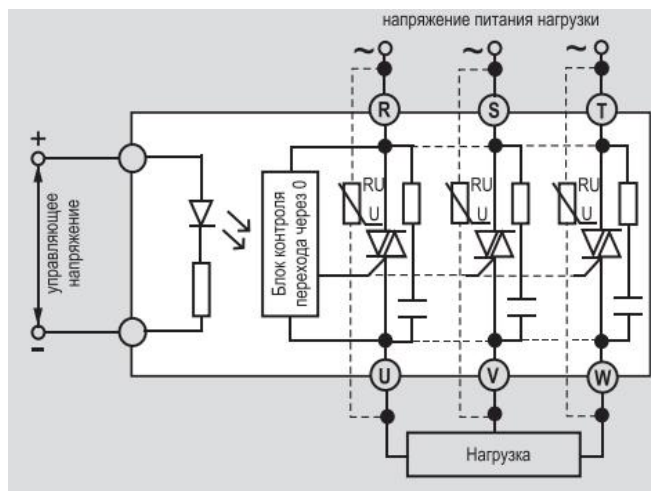 напряжение питания нагрузки
~ ~ ~
R S T
+
управляющее
напряжение
-
Блок контроля
перехода через 0
RU RU RU
U U U
U V W
Нагрузка